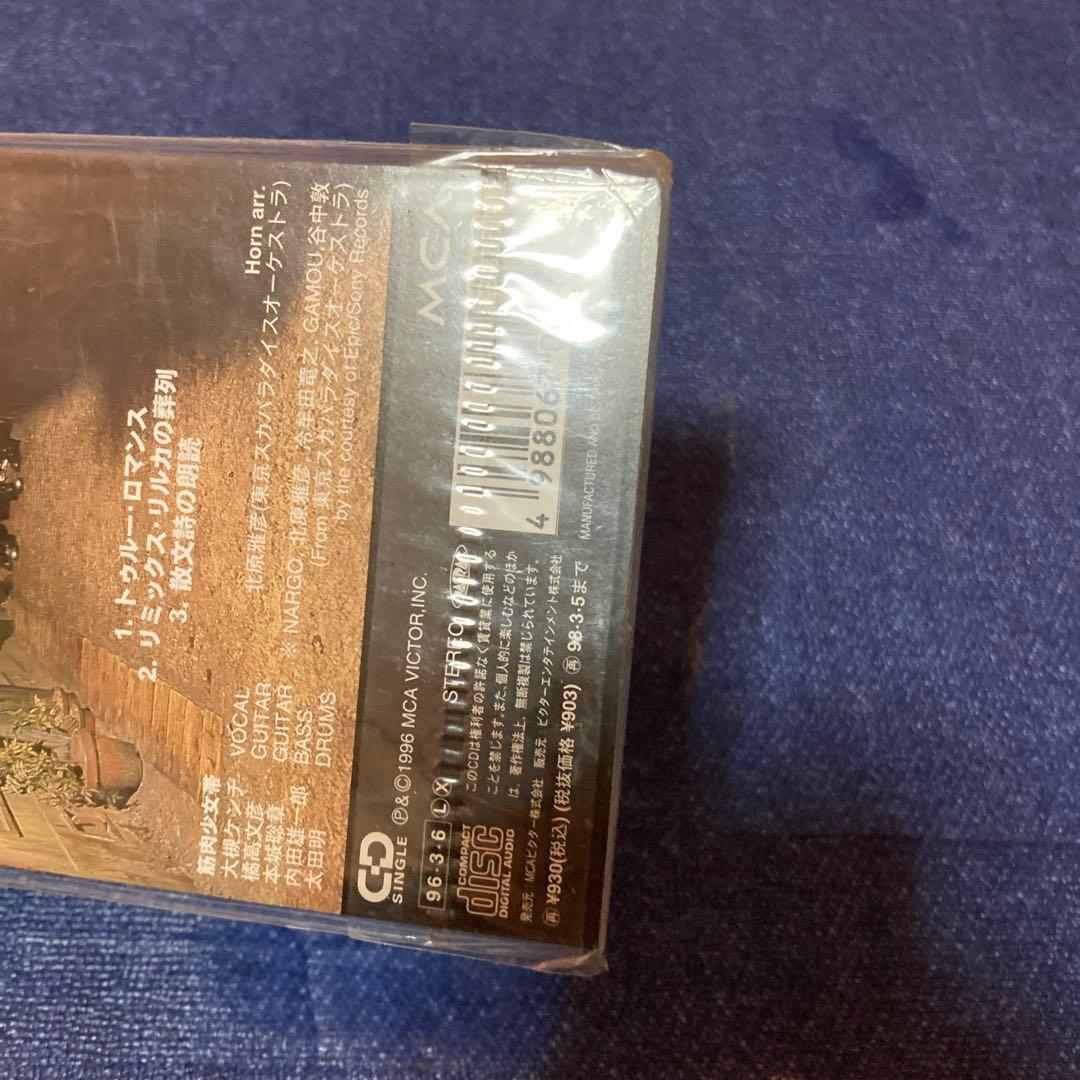 1. トゥルー・ロマンス
2. リミックス・リルカの葬列
3. 散文詩の朗読
筋肉少女帯
大槻ケンヂ VOCAL
橘高文彦 GUITAR
本城聡章 GUITAR
内田雄一郎 BASS
太田明 DRUMS
Horn arr.
北原雅彦(東京スカパラダイスオーケストラ)
※ NARGO, 北原雅彦, 冷牟田竜之, GAMOU, 谷中敦
(From 東京スカパラダイスオーケストラ)
by the courtesy of Epic/Sony Records
CD
SINGLE
Ⓟ&Ⓒ1996 MCA VICTOR, INC.
MCA
96・3・6 L X STEREO
COMPACT
disc
DIGITAL AUDIO
このCDは権利者の許諾なく賃貸業に使用する
ことを禁じます。また、個人的に楽しむなどのほか
は、著作権法上、無断複製は禁じられています。
発売元:MCAビクター株式会社 販売元:ビクターエンタテインメント株式会社
再 ¥930(税込)(税抜価格 ¥903) 再 98・3・5まで
4 98806
MANUFACTURED AND